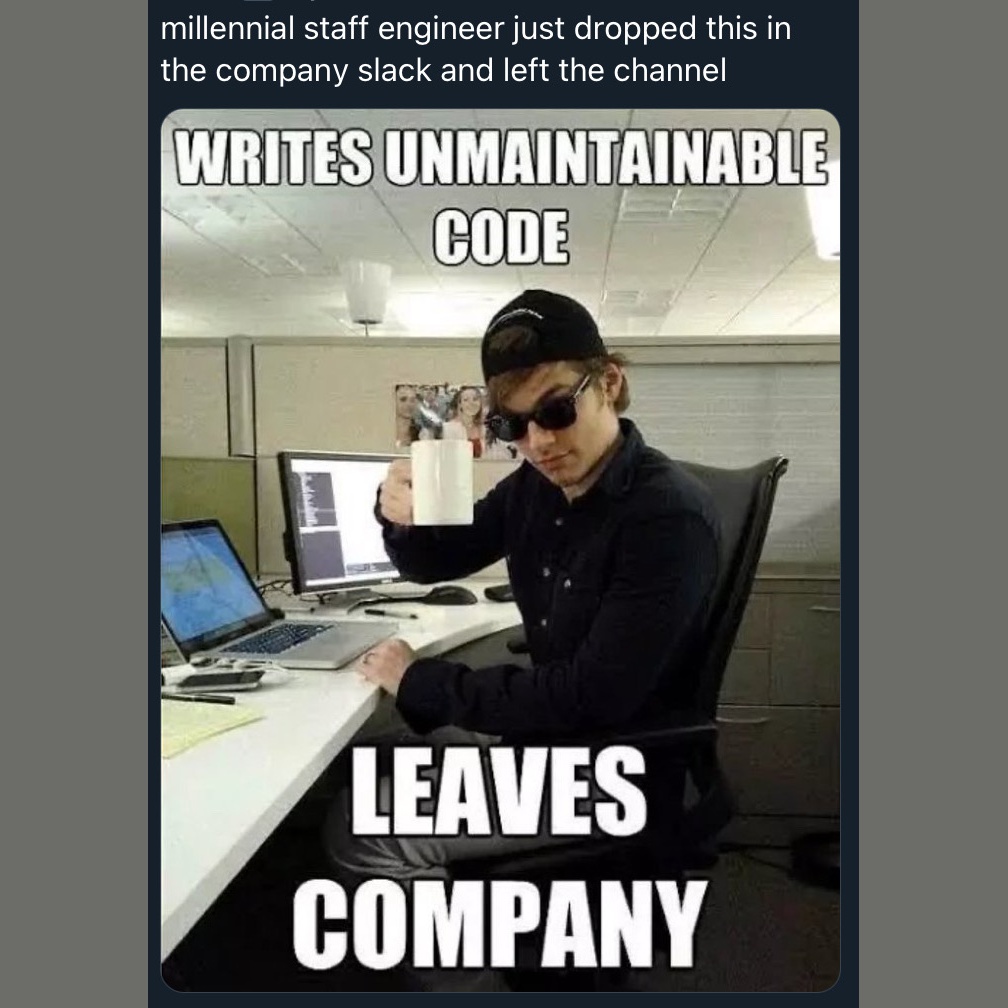 millennial staff engineer just dropped this in
the company slack and left the channel
WRITES UNMAINTAINABLE
CODE
LEAVES
COMPANY